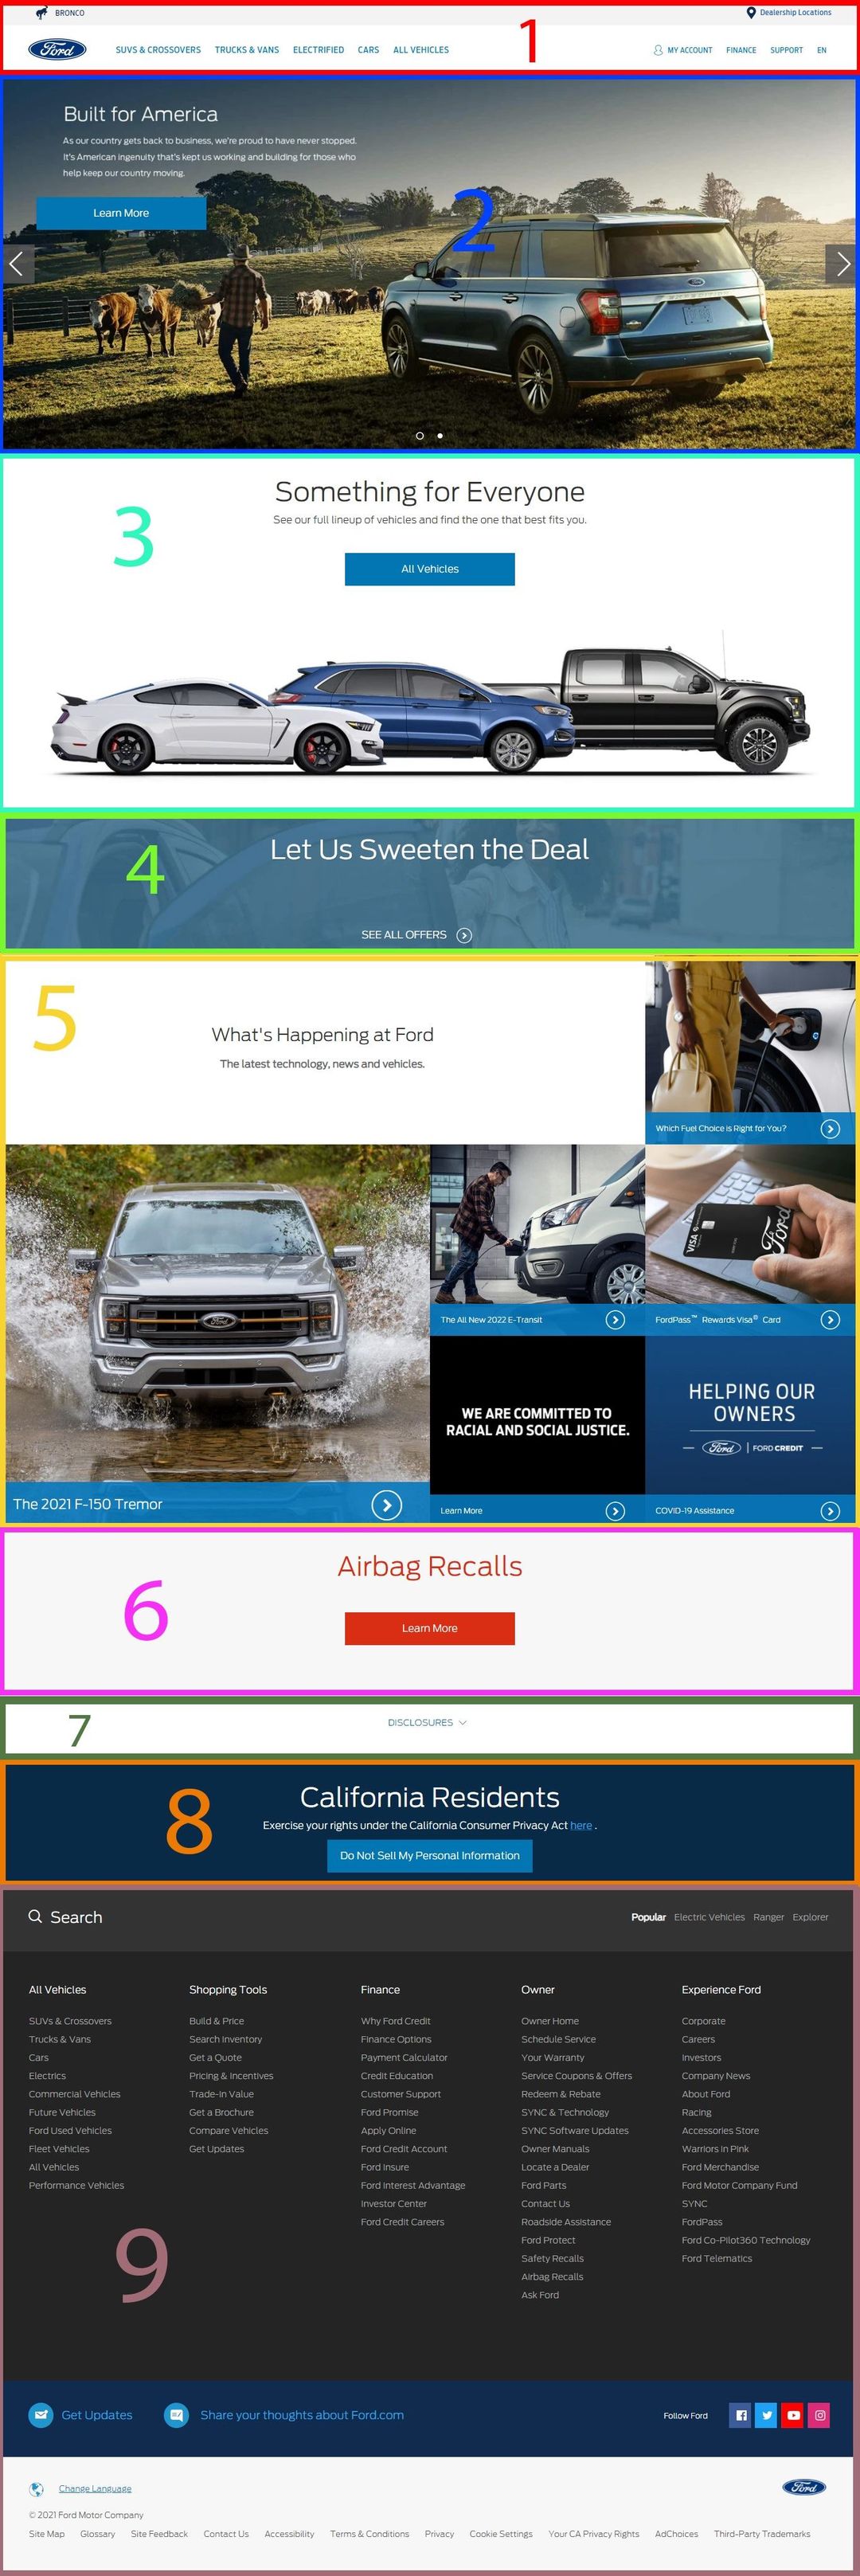 BRONCO
Dealership Locations
Ford
SUVS & CROSSOVERS TRUCKS & VANS ELECTRIFIED CARS ALL VEHICLES
MY ACCOUNT FINANCE SUPPORT EN
1
Built for America
As our country gets back to business, we're proud to have never stopped.
It's American ingenuity that's kept us working and building for those who
help keep our country moving.
Learn More
2
3
Something for Everyone
See our full lineup of vehicles and find the one that best fits you.
All Vehicles
4
Let Us Sweeten the Deal
SEE ALL OFFERS
5
What's Happening at Ford
The latest technology, news and vehicles.
Which Fuel Choice is Right for You?
Ford
The 2021 F-150 Tremor
The All New 2022 E-Transit
VISA
Ford
FordPass™ Rewards Visa® Card
WE ARE COMMITTED TO
RACIAL AND SOCIAL JUSTICE.
Learn More
HELPING OUR
OWNERS
Ford | FORD CREDIT
COVID-19 Assistance
6
Airbag Recalls
Learn More
7
DISCLOSURES
8
California Residents
Exercise your rights under the California Consumer Privacy Act here .
Do Not Sell My Personal Information
Search
Popular Electric Vehicles Ranger Explorer
All Vehicles
SUVs & Crossovers
Trucks & Vans
Cars
Electrics
Commercial Vehicles
Future Vehicles
Ford Used Vehicles
Fleet Vehicles
All Vehicles
Performance Vehicles
Shopping Tools
Build & Price
Search Inventory
Get a Quote
Pricing & Incentives
Trade-In Value
Get a Brochure
Compare Vehicles
Get Updates
Finance
Why Ford Credit
Finance Options
Payment Calculator
Credit Education
Customer Support
Ford Promise
Apply Online
Ford Credit Account
Ford Insure
Ford Interest Advantage
Investor Center
Ford Credit Careers
Owner
Owner Home
Schedule Service
Your Warranty
Service Coupons & Offers
Redeem & Rebate
SYNC & Technology
SYNC Software Updates
Owner Manuals
Locate a Dealer
Ford Parts
Contact Us
Roadside Assistance
Ford Protect
Safety Recalls
Airbag Recalls
Ask Ford
Experience Ford
Corporate
Careers
Investors
Company News
About Ford
Racing
Accessories Store
Warriors In Pink
Ford Merchandise
Ford Motor Company Fund
SYNC
FordPass
Ford Co-Pilot360 Technology
Ford Telematics
9
Get Updates
Share your thoughts about Ford.com
Follow Ford
Change Language
Ford
© 2021 Ford Motor Company
Site Map Glossary Site Feedback Contact Us Accessibility Terms & Conditions Privacy Cookie Settings Your CA Privacy Rights AdChoices Third-Party Trademarks